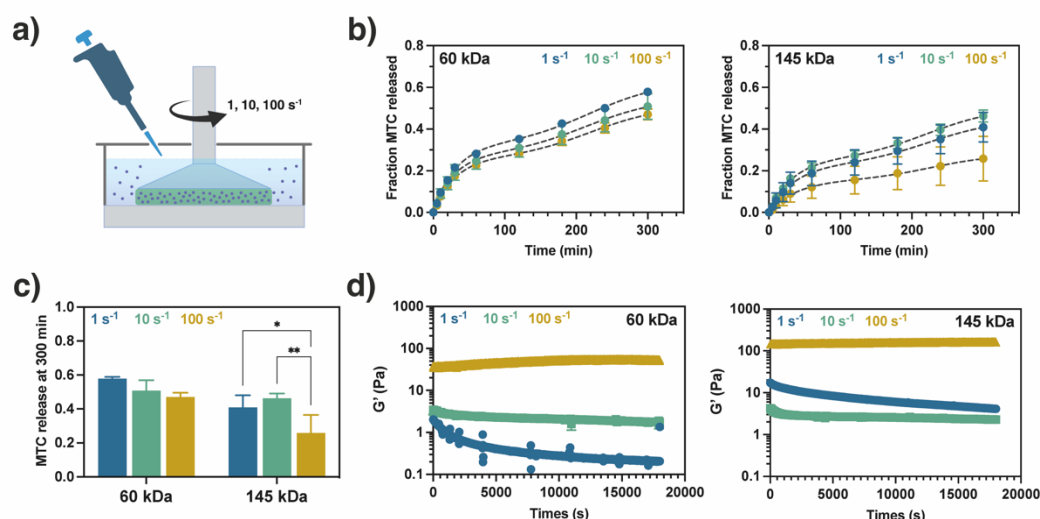 a)
1, 10, 100 s⁻¹
b)
60 kDa
1 s⁻¹ 10 s⁻¹ 100 s⁻¹
Fraction MTC released
0.8
0.6
0.4
0.2
0.0
0 100 200 300
Time (min)
145 kDa
1 s⁻¹ 10 s⁻¹ 100 s⁻¹
Fraction MTC released
0.8
0.6
0.4
0.2
0.0
0 100 200 300
Time (min)
c)
1 s⁻¹ 10 s⁻¹ 100 s⁻¹
MTC release at 300 min
1.0
0.8
0.6
0.4
0.2
0.0
*
**
60 kDa 145 kDa
d)
1 s⁻¹ 10 s⁻¹ 100 s⁻¹
60 kDa
G' (Pa)
1000
100
10
1
0.1
0 5000 10000 15000 20000
Times (s)
1 s⁻¹ 10 s⁻¹ 100 s⁻¹
145 kDa
G' (Pa)
1000
100
10
1
0.1
0 5000 10000 15000 20000
Times (s)